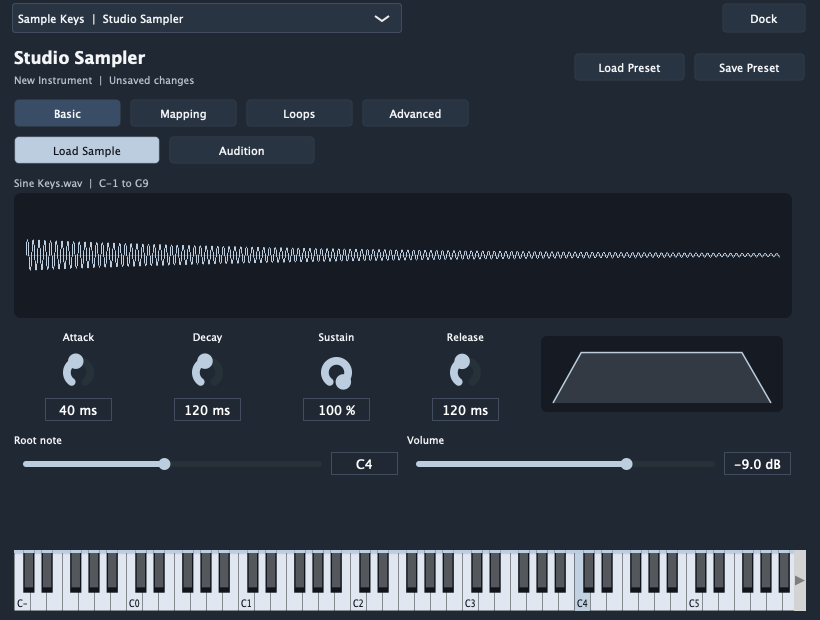 Sample Keys | Studio Sampler
Dock
Studio Sampler
New Instrument | Unsaved changes
Load Preset
Save Preset
Basic
Mapping
Loops
Advanced
Load Sample
Audition
Sine Keys.wav | C-1 to G9
Attack
Decay
Sustain
Release
40 ms
120 ms
100 %
120 ms
Root note
Volume
C4
-9.0 dB
C-
C0
C1
C2
C3
C4
C5